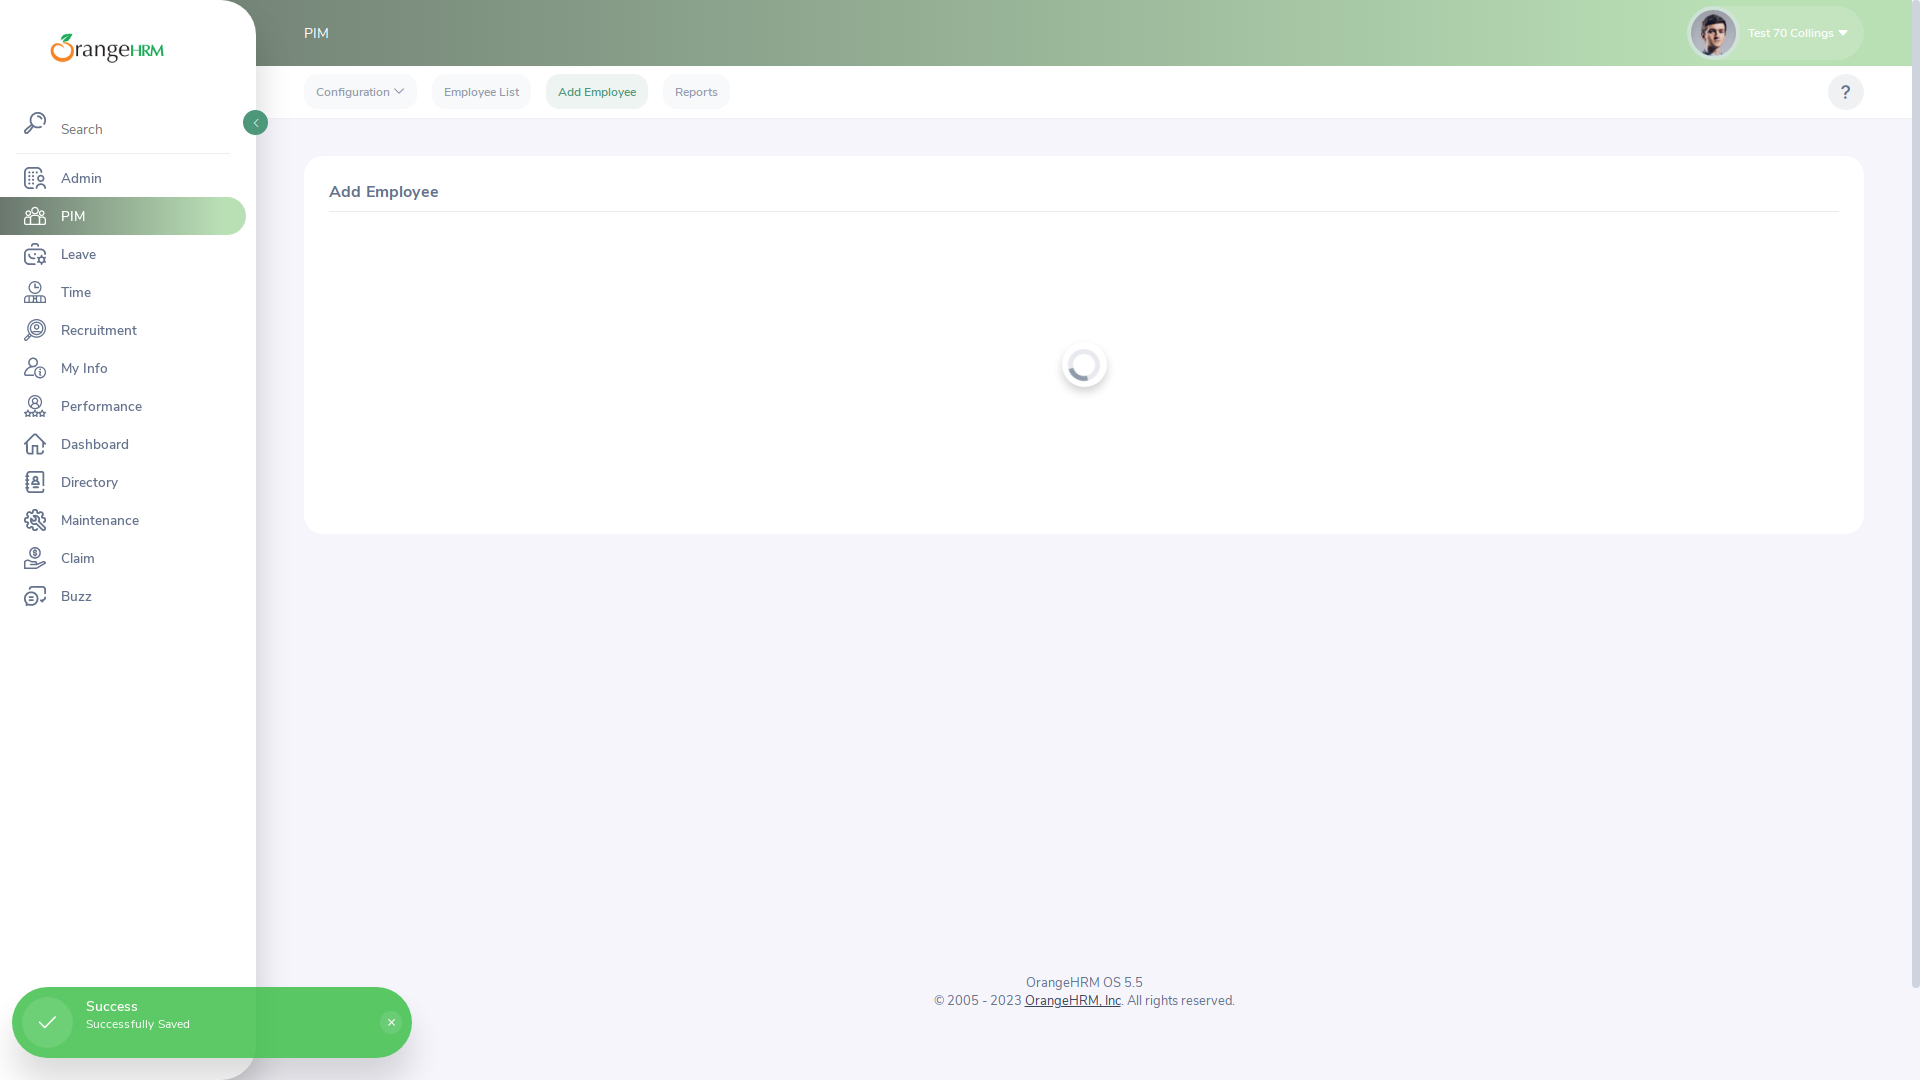 OrangeHRM
PIM
Test 70 Collings
Configuration
Employee List
Add Employee
Reports
?
Search
Admin
PIM
Leave
Time
Recruitment
My Info
Performance
Dashboard
Directory
Maintenance
Claim
Buzz
Add Employee
OrangeHRM OS 5.5
© 2005 - 2023 OrangeHRM, Inc. All rights reserved.
Success
Successfully Saved
×